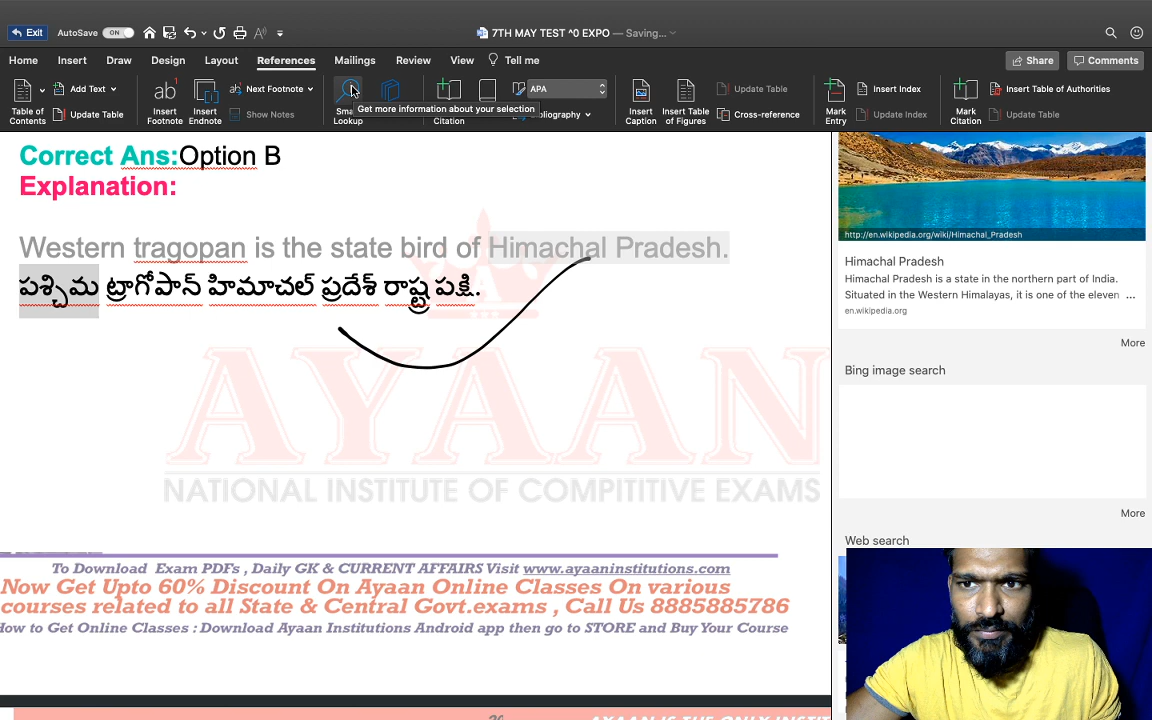 Exit AutoSave ON 7TH MAY TEST ^0 EXPO — Saving...
Home Insert Draw Design Layout References Mailings Review View Tell me Share Comments
Table of Contents Add Text Update Table
Insert Footnote Insert Endnote ab Next Footnote Show Notes
Lookup
Get more information about your selection
Citation APA
Insert Caption Insert Table of Figures Update Table Cross-reference
Mark Entry Insert Index Update Index
Mark Citation Insert Table of Authorities Update Table
Correct Ans:Option B
Explanation:
Western tragopan is the state bird of Himachal Pradesh.
పశ్చిమ ట్రాగోపాన్ హిమాచల్ ప్రదేశ్ రాష్ట్ర పక్షి.
AYAAN
NATIONAL INSTITUTE OF COMPITITIVE EXAMS
To Download Exam PDFs , Daily GK & CURRENT AFFAIRS Visit www.ayaaninstitutions.com
Now Get Upto 60% Discount On Ayaan Online Classes On various
courses related to all State & Central Govt.exams , Call Us 8885885786
How to Get Online Classes : Download Ayaan Institutions Android app then go to STORE and Buy Your Course
AYAAN IS THE ONLY
http://en.wikipedia.org/wiki/Himachal_Pradesh
Himachal Pradesh
Himachal Pradesh is a state in the northern part of India.
Situated in the Western Himalayas, it is one of the eleven ...
en.wikipedia.org
More
Bing image search
More
Web search